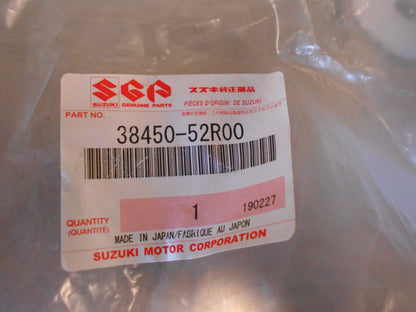 SGP スズキ純正部品
SUZUKI GENUINE PARTS
PIÈCES D'ORIGINE DE SUZUKI
PART NO.
38450-52R00
QUANTITY
(QUANTITÉ)
1
190227
MADE IN JAPAN/FABRIQUE AU JAPON
SUZUKI MOTOR CORPORATION